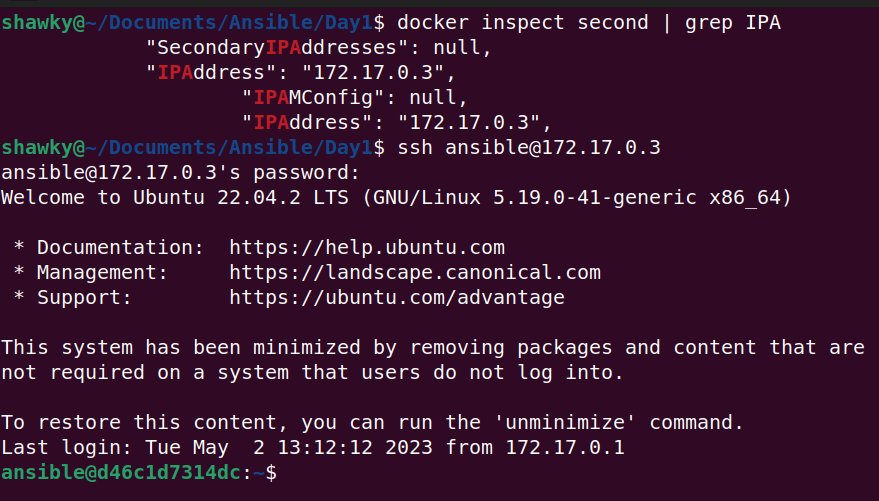 shawky@~/Documents/Ansible/Day1$ docker inspect second | grep IPA
            "SecondaryIPAddresses": null,
            "IPAddress": "172.17.0.3",
                    "IPAMConfig": null,
                    "IPAddress": "172.17.0.3",
shawky@~/Documents/Ansible/Day1$ ssh ansible@172.17.0.3
ansible@172.17.0.3's password:
Welcome to Ubuntu 22.04.2 LTS (GNU/Linux 5.19.0-41-generic x86_64)

 * Documentation:  https://help.ubuntu.com
 * Management:     https://landscape.canonical.com
 * Support:        https://ubuntu.com/advantage

This system has been minimized by removing packages and content that are
not required on a system that users do not log into.

To restore this content, you can run the 'unminimize' command.
Last login: Tue May  2 13:12:12 2023 from 172.17.0.1
ansible@d46c1d7314dc:~$